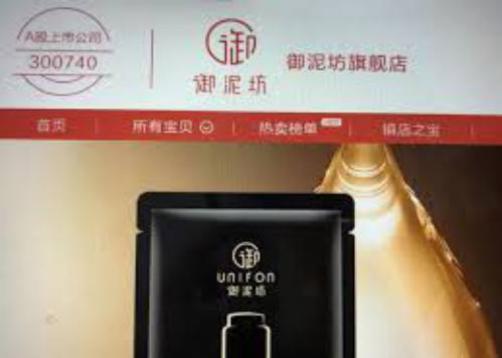 A股上市公司
300740
御
御泥坊
御泥坊旗舰店
首页
所有宝贝
热卖榜单
镇店之宝
御
UNIFON
御泥坊